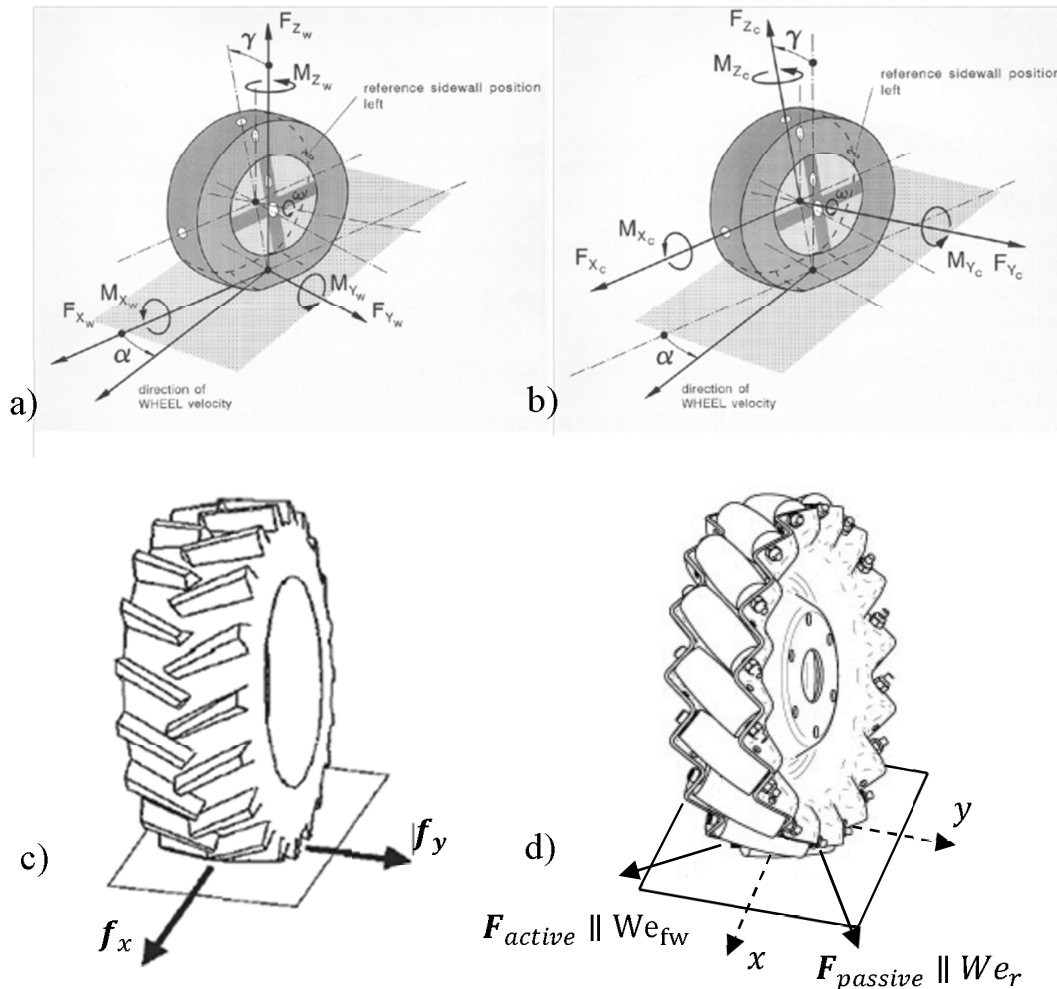 F_Zw
γ
M_Zw
reference sidewall position
left
ω
M_Xw
F_Xw
M_Yw
F_Yw
α
direction of
WHEEL velocity
a)
F_Zc
γ
M_Zc
reference sidewall position
left
ω
M_Xc
F_Xc
M_Yc
F_Yc
α
direction of
WHEEL velocity
b)
c)
f_y
f_x
d)
y
F_active ∥ We_fw
x
F_passive ∥ We_r